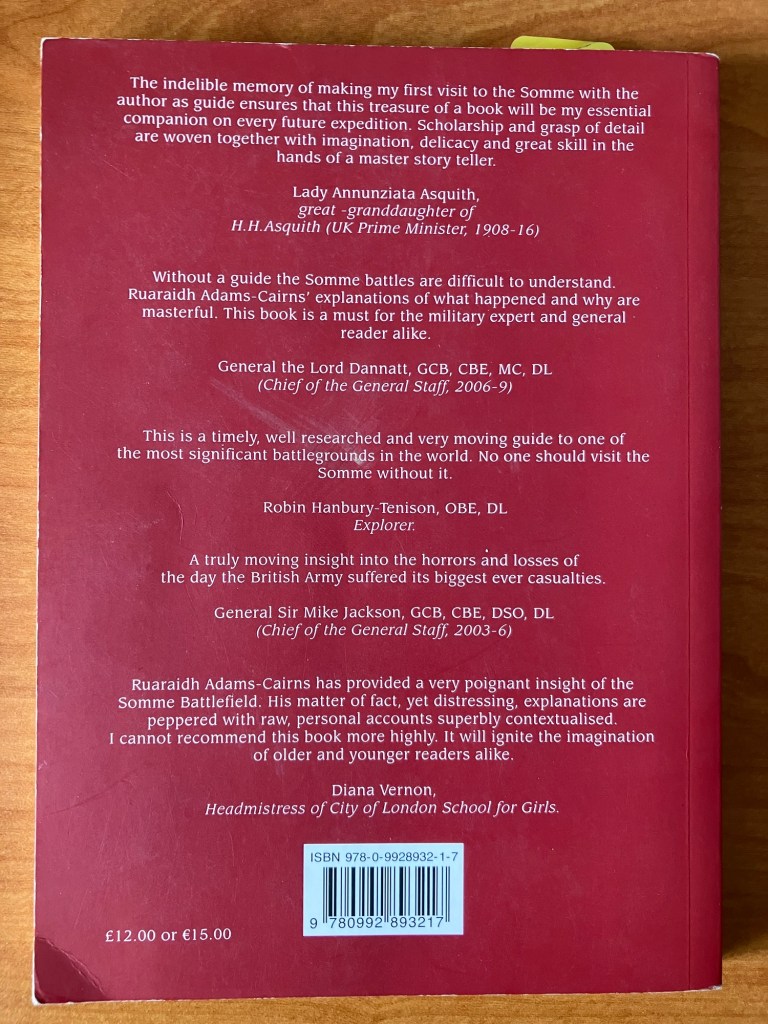 The indelible memory of making my first visit to the Somme with the
author as guide ensures that this treasure of a book will be my essential
companion on every future expedition. Scholarship and grasp of detail
are woven together with imagination, delicacy and great skill in the
hands of a master story teller.
Lady Annunziata Asquith,
great -granddaughter of
H.H.Asquith (UK Prime Minister, 1908-16)
Without a guide the Somme battles are difficult to understand.
Ruaraidh Adams-Cairns' explanations of what happened and why are
masterful. This book is a must for the military expert and general
reader alike.
General the Lord Dannatt, GCB, CBE, MC, DL
(Chief of the General Staff, 2006-9)
This is a timely, well researched and very moving guide to one of
the most significant battlegrounds in the world. No one should visit the
Somme without it.
Robin Hanbury-Tenison, OBE, DL
Explorer.
A truly moving insight into the horrors and losses of
the day the British Army suffered its biggest ever casualties.
General Sir Mike Jackson, GCB, CBE, DSO, DL
(Chief of the General Staff, 2003-6)
Ruaraidh Adams-Cairns has provided a very poignant insight of the
Somme Battlefield. His matter of fact, yet distressing, explanations are
peppered with raw, personal accounts superbly contextualised.
I cannot recommend this book more highly. It will ignite the imagination
of older and younger readers alike.
Diana Vernon,
Headmistress of City of London School for Girls.
ISBN 978-0-9928932-1-7
9 780992 893217
£12.00 or €15.00